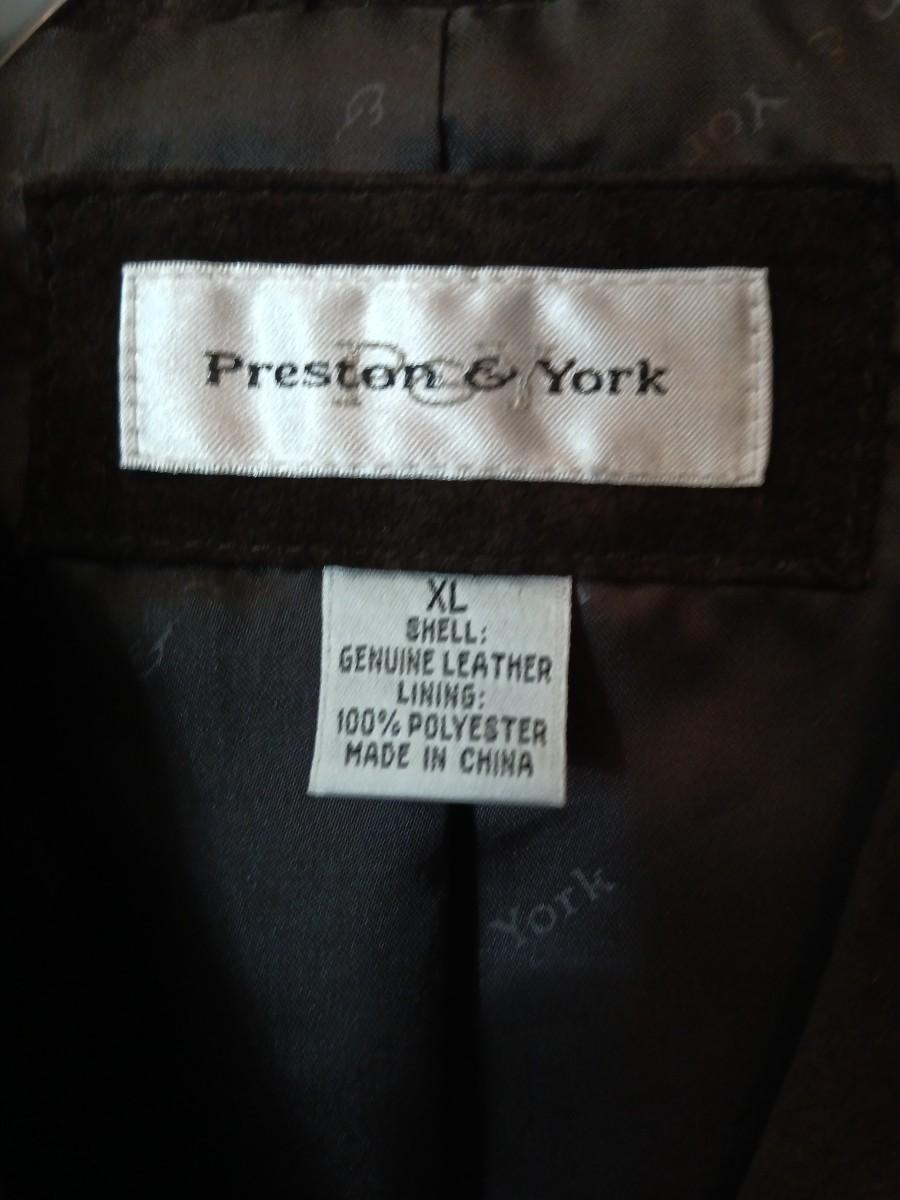 York
Preston & York
P&Y
XL
SHELL:
GENUINE LEATHER
LINING:
100% POLYESTER
MADE IN CHINA
York